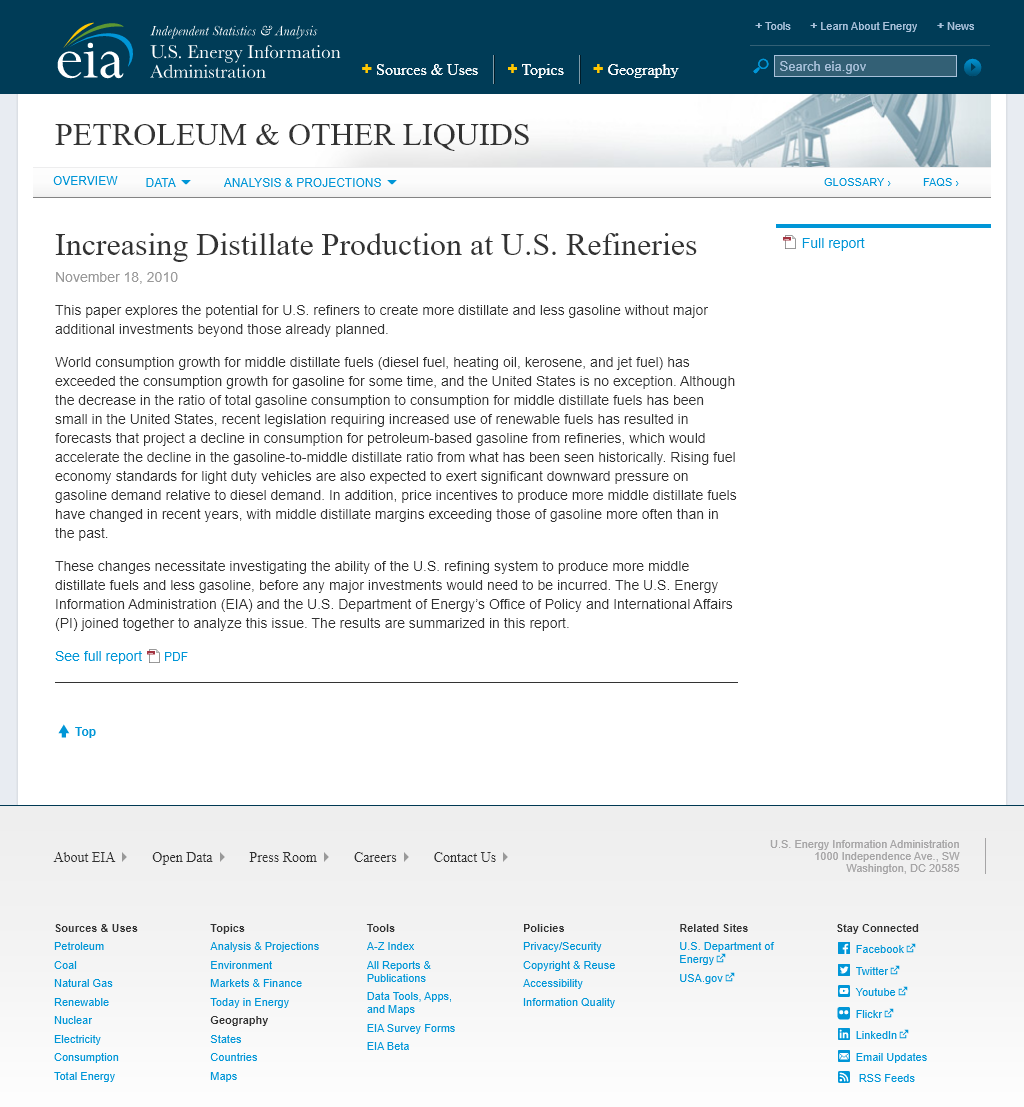 + Tools + Learn About Energy + News
eia
Independent Statistics & Analysis
U.S. Energy Information
Administration
+ Sources & Uses + Topics + Geography
Search eia.gov
PETROLEUM & OTHER LIQUIDS
OVERVIEW DATA ANALYSIS & PROJECTIONS GLOSSARY › FAQS ›
Increasing Distillate Production at U.S. Refineries
November 18, 2010
This paper explores the potential for U.S. refiners to create more distillate and less gasoline without major
additional investments beyond those already planned.
World consumption growth for middle distillate fuels (diesel fuel, heating oil, kerosene, and jet fuel) has
exceeded the consumption growth for gasoline for some time, and the United States is no exception. Although
the decrease in the ratio of total gasoline consumption to consumption for middle distillate fuels has been
small in the United States, recent legislation requiring increased use of renewable fuels has resulted in
forecasts that project a decline in consumption for petroleum-based gasoline from refineries, which would
accelerate the decline in the gasoline-to-middle distillate ratio from what has been seen historically. Rising fuel
economy standards for light duty vehicles are also expected to exert significant downward pressure on
gasoline demand relative to diesel demand. In addition, price incentives to produce more middle distillate fuels
have changed in recent years, with middle distillate margins exceeding those of gasoline more often than in
the past.
These changes necessitate investigating the ability of the U.S. refining system to produce more middle
distillate fuels and less gasoline, before any major investments would need to be incurred. The U.S. Energy
Information Administration (EIA) and the U.S. Department of Energy’s Office of Policy and International Affairs
(PI) joined together to analyze this issue. The results are summarized in this report.
See full report PDF
Full report
Top
About EIA Open Data Press Room Careers Contact Us
U.S. Energy Information Administration
1000 Independence Ave., SW
Washington, DC 20585
Sources & Uses
Petroleum
Coal
Natural Gas
Renewable
Nuclear
Electricity
Consumption
Total Energy
Topics
Analysis & Projections
Environment
Markets & Finance
Today in Energy
Geography
States
Countries
Maps
Tools
A-Z Index
All Reports &
Publications
Data Tools, Apps,
and Maps
EIA Survey Forms
EIA Beta
Policies
Privacy/Security
Copyright & Reuse
Accessibility
Information Quality
Related Sites
U.S. Department of
Energy
USA.gov
Stay Connected
Facebook
Twitter
Youtube
Flickr
LinkedIn
Email Updates
RSS Feeds